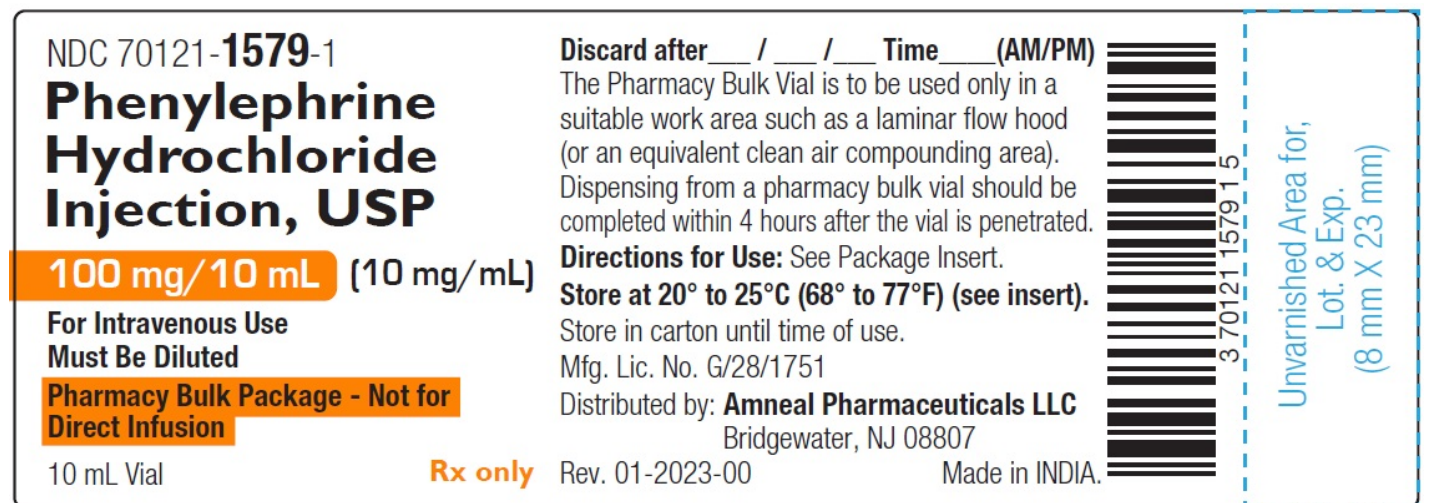 NDC 70121-1579-1
Phenylephrine
Hydrochloride
Injection, USP
100 mg/10 mL (10 mg/mL)
For Intravenous Use
Must Be Diluted
Pharmacy Bulk Package - Not for
Direct Infusion
10 mL Vial
Rx only
Discard after___ / ___ /___ Time____(AM/PM)
The Pharmacy Bulk Vial is to be used only in a
suitable work area such as a laminar flow hood
(or an equivalent clean air compounding area).
Dispensing from a pharmacy bulk vial should be
completed within 4 hours after the vial is penetrated.
Directions for Use: See Package Insert.
Store at 20° to 25°C (68° to 77°F) (see insert).
Store in carton until time of use.
Mfg. Lic. No. G/28/1751
Distributed by: Amneal Pharmaceuticals LLC
Bridgewater, NJ 08807
Rev. 01-2023-00 Made in INDIA.
3 70121 1579 1 5
Unvarnished Area for,
Lot. & Exp.
(8 mm X 23 mm)